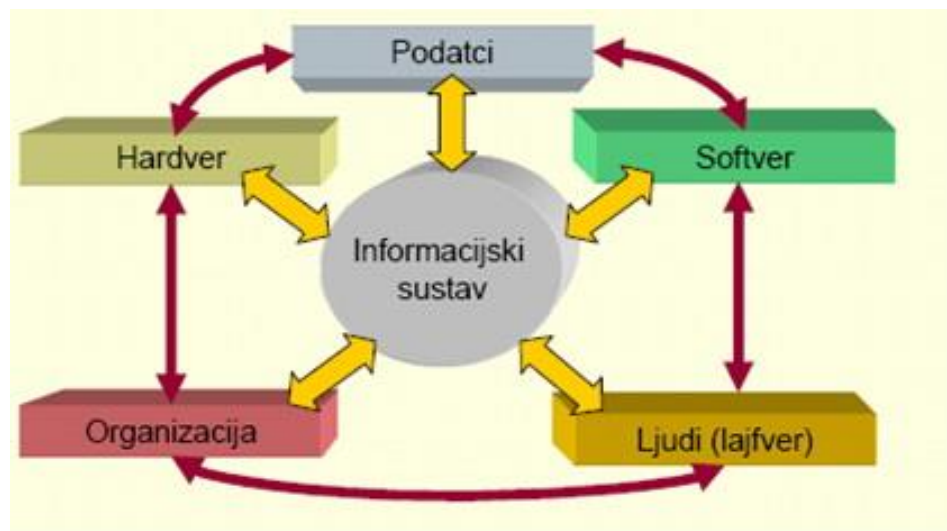 Podatci
Hardver
Softver
Informacijski
sustav
Organizacija
Ljudi (lajfver)